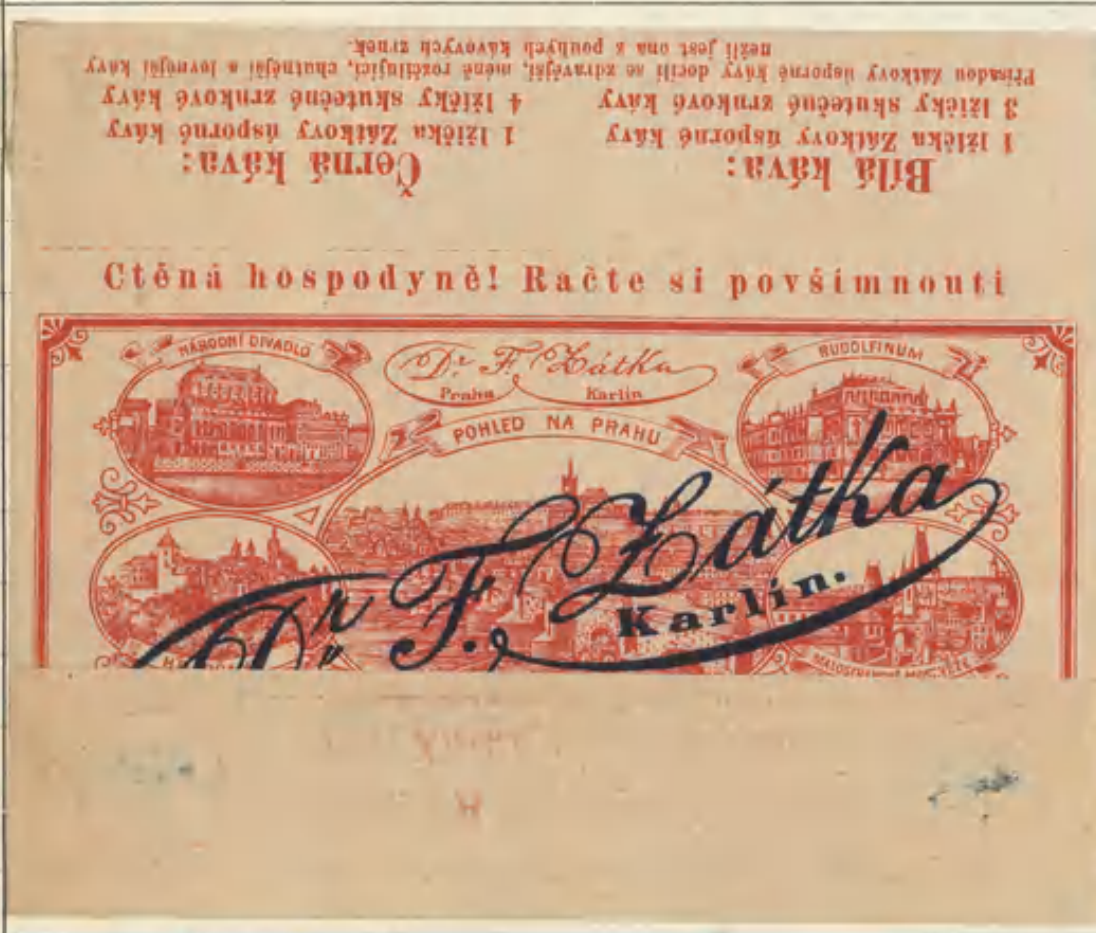 Bílá káva:
1 lžička Zátkovy úsporné kávy
3 lžičky skutečné zrnkové kávy
Černá káva:
1 lžička Zátkovy úsporné kávy
4 lžičky skutečné zrnkové kávy
Přísadou Zátkovy úsporné kávy docílí se zdravější, méně rozčilující, chutnější a lovnější kávy
nežli jest ona z pouhých kávových zrnek.
Ctěná hospodyně! Račte si povšimnouti
NÁRODNÍ DIVADLO
Dr. F. Zátka
Praha Karlín
RUDOLFINUM
POHLED NA PRAHU
Dr. F. Zátka
Karlín.